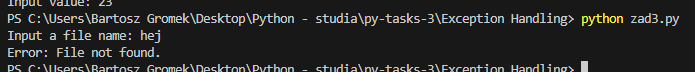 Input value: 23
PS C:\Users\Bartosz Gromek\Desktop\Python - studia\py-tasks-3\Exception Handling> python zad3.py
Input a file name: hej
Error: File not found.
PS C:\Users\Bartosz Gromek\Desktop\Python - studia\py-tasks-3\Exception Handling>